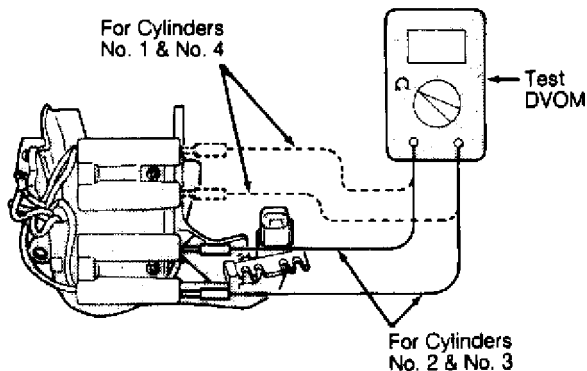 For Cylinders
No. 1 & No. 4
Test
DVOM
Ω
For Cylinders
No. 2 & No. 3